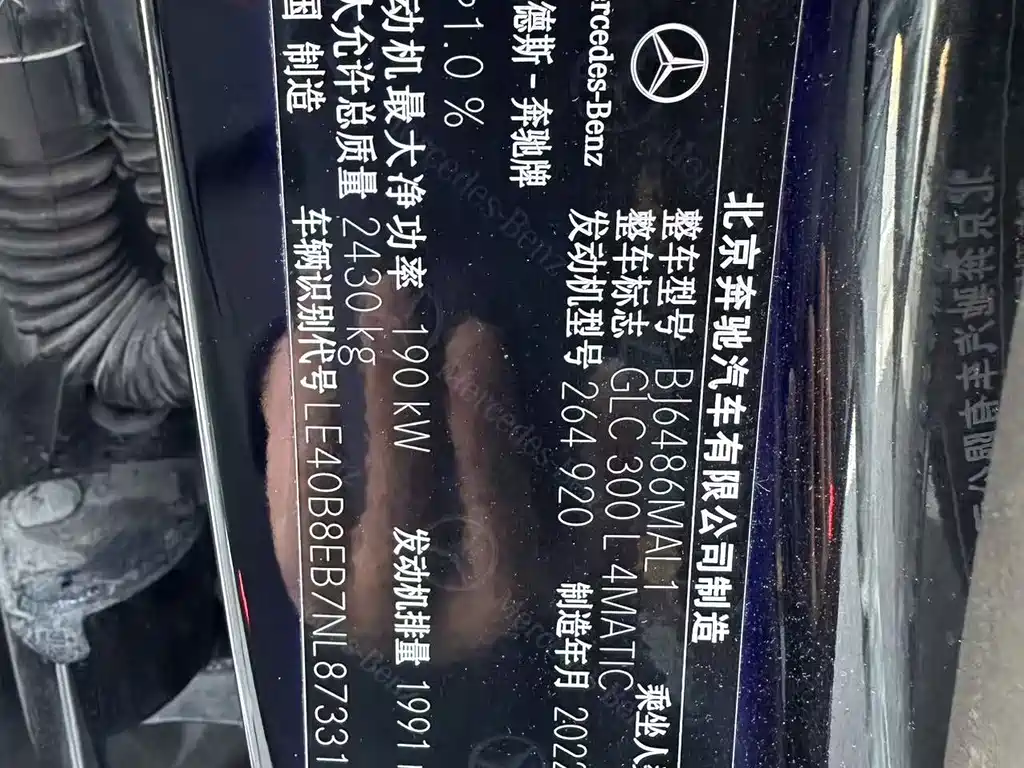 北京奔驰汽车有限公司制造
整车型号 BJ6486MAL1
整车标志 GLC 300 L 4MATIC 乘坐人
发动机型号 264 920 制造年月 202
Mercedes-Benz
德斯-奔驰牌
1.0 %
动机最大净功率 190 kW 发动机排量 1991
大允许总质量 2430 kg
国 制造 车辆识别代号 LE40B8EB7NL87331